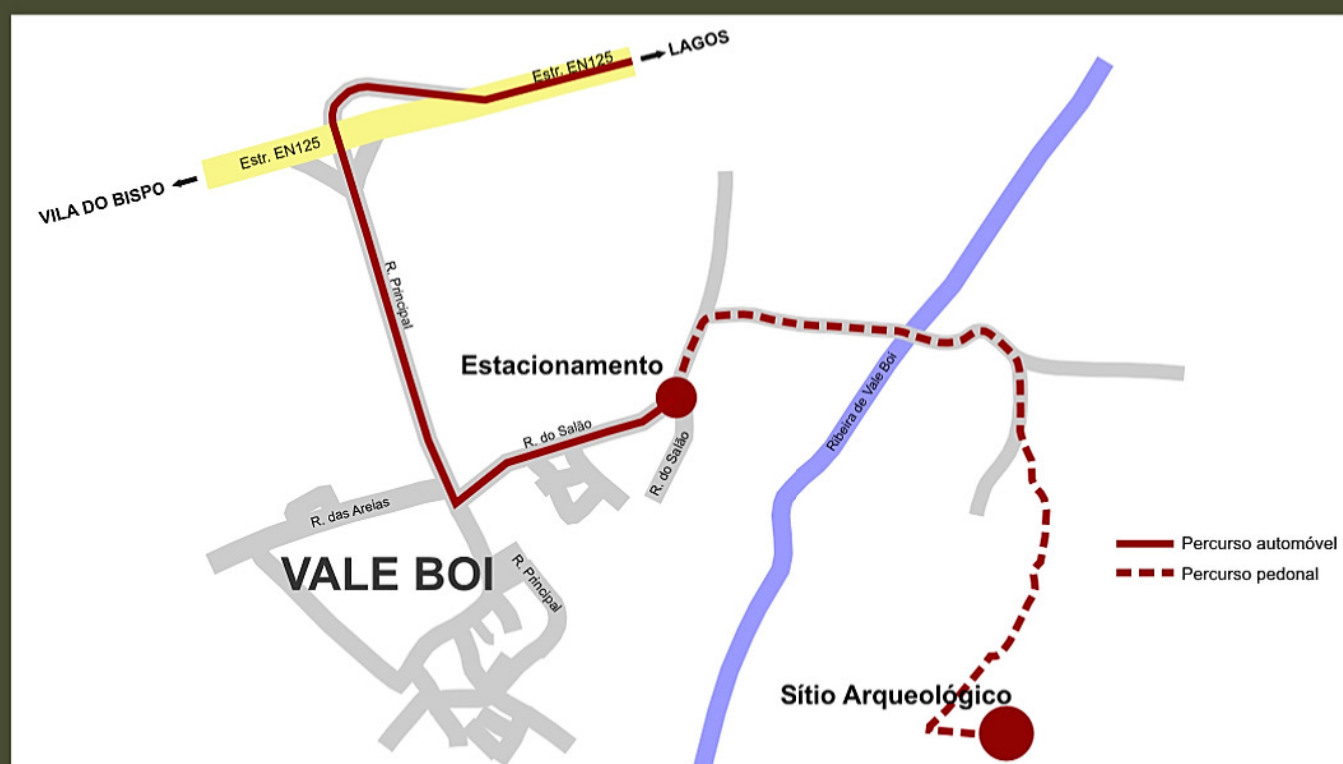 LAGOS
Estr. EN125
Estr. EN125
VILA DO BISPO
R. Principal
Estacionamento
R. do Salão
R. do Salão
Ribeira de Vale Boi
R. das Areias
VALE BOI
R. Principal
Percurso automóvel
Percurso pedonal
Sítio Arqueológico